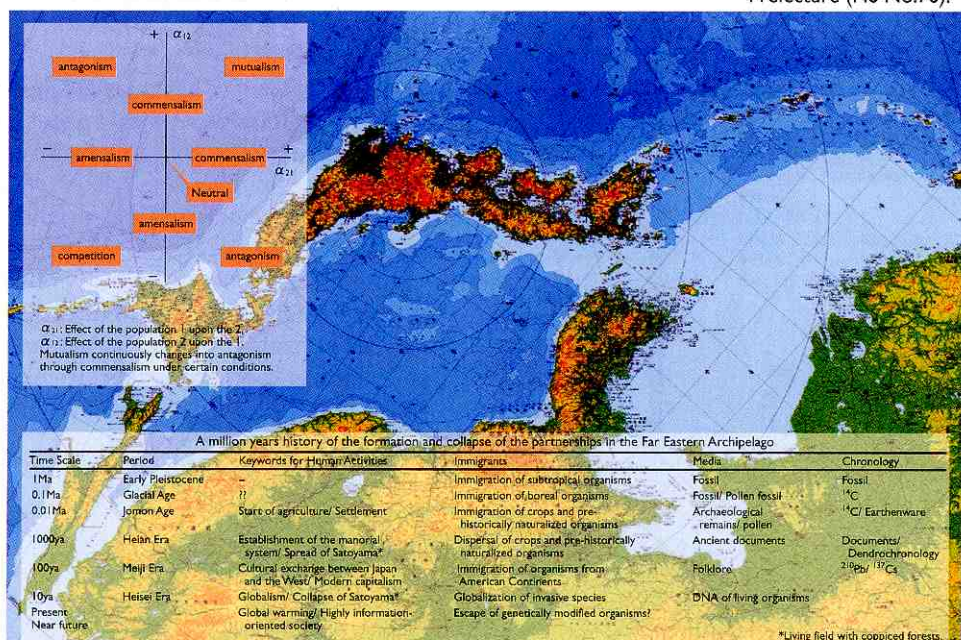 + α12
antagonism
mutualism
commensalism
- amensalism commensalism +
α21
Neutral
amensalism
competition
antagonism
-
α21: Effect of the population 1 upon the 2.
α12: Effect of the population 2 upon the 1.
Mutualism continuously changes into antagonism
through commensalism under certain conditions.
A million years history of the formation and collapse of the partnerships in the Far Eastern Archipelago
Time Scale Period Keywords for Human Activities Immigrants Media Chronology
1Ma Early Pleistocene – Immigration of subtropical organisms Fossil Fossil
0.1Ma Glacial Age ?? Immigration of boreal organisms Fossil/ Pollen fossil 14C
0.01Ma Jomon Age Start of agriculture/ Settlement Immigration of crops and pre- Archaeological 14C/ Earthenware
historically naturalized organisms remains/ pollen
1000ya Heian Era Establishment of the manorial Dispersal of crops and pre-historically Ancient documents Documents/
system/ Spread of Satoyama* naturalized organisms Dendrochronology
100ya Meiji Era Cultural exchange between Japan Immigration of organisms from Folklore 210Pb/ 137Cs
and the West/ Modern capitalism American Continents
10ya Heisei Era Globalism/ Collapse of Satoyama* Globalization of invasive species DNA of living organisms
Present Global warming/ Highly information- Escape of genetically modified organisms?
Near future oriented society
*Living field with coppiced forests.